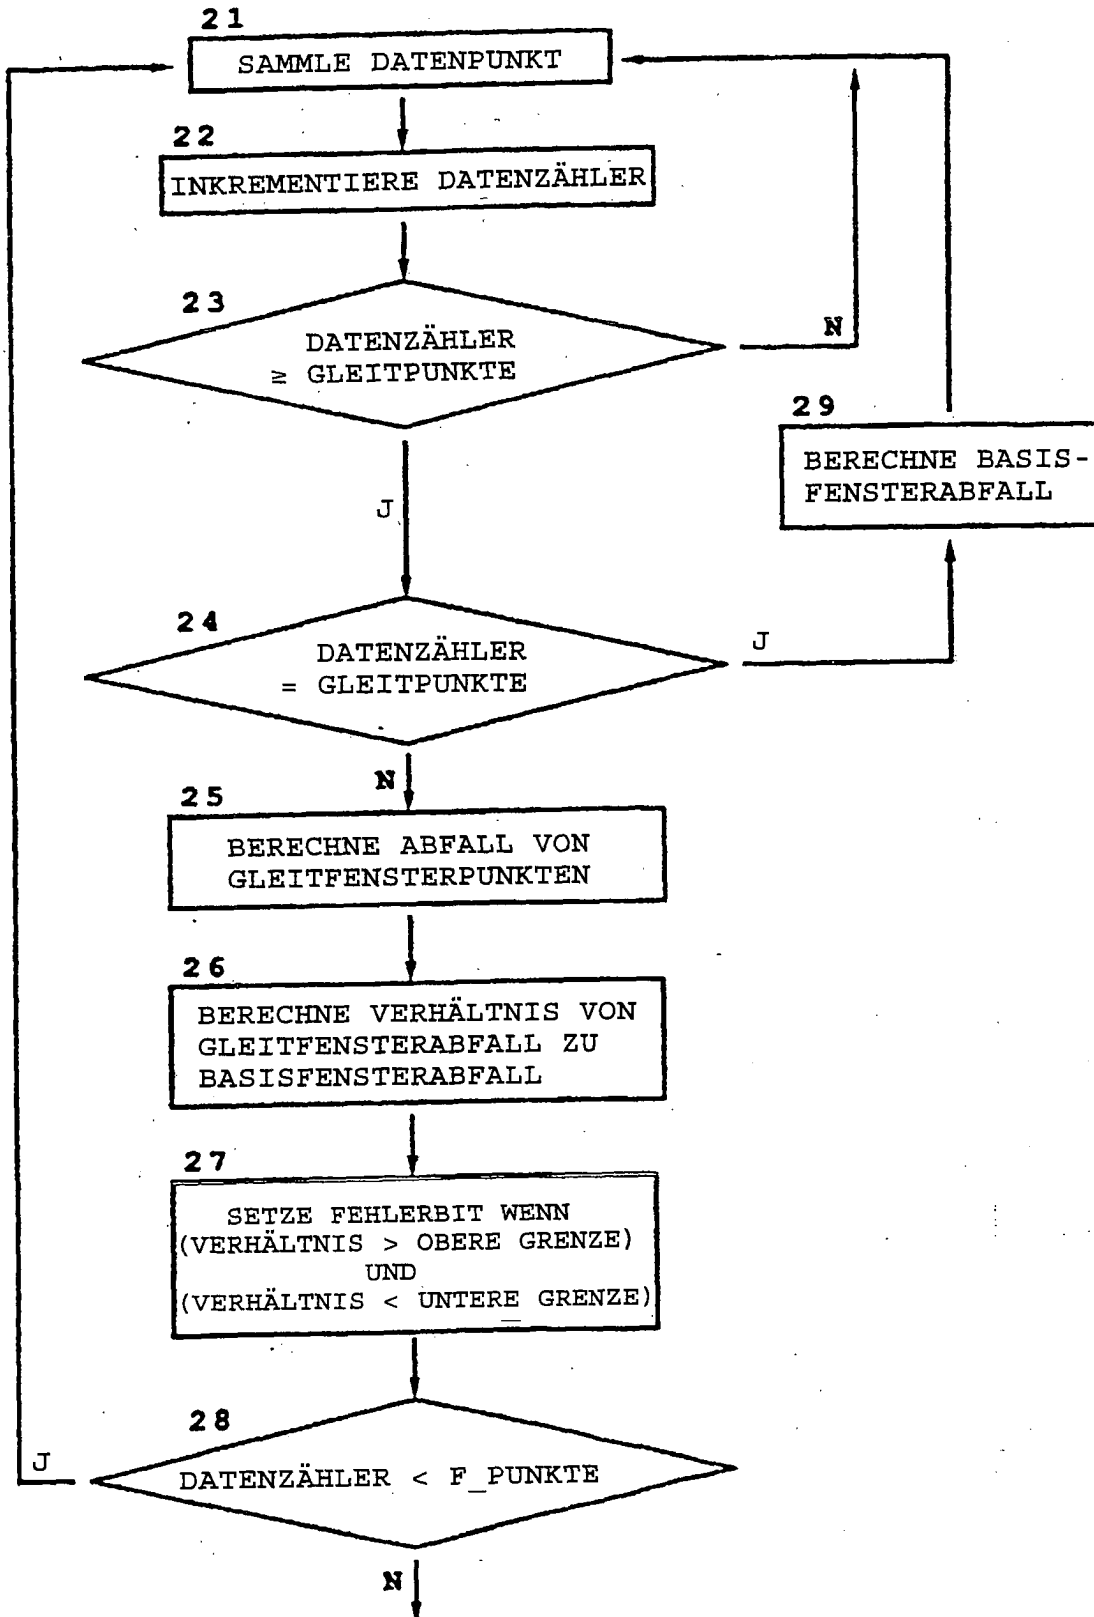 21
SAMMLE DATENPUNKT
22
INKREMENTIERE DATENZÄHLER
23
DATENZÄHLER
≥ GLEITPUNKTE
N
J
29
BERECHNE BASIS-
FENSTERABFALL
24
DATENZÄHLER
= GLEITPUNKTE
J
N
25
BERECHNE ABFALL VON
GLEITFENSTERPUNKTEN
26
BERECHNE VERHÄLTNIS VON
GLEITFENSTERABFALL ZU
BASISFENSTERABFALL
27
SETZE FEHLERBIT WENN
(VERHÄLTNIS > OBERE GRENZE)
UND
(VERHÄLTNIS < UNTERE GRENZE)
28
J
DATENZÄHLER < F_PUNKTE
N